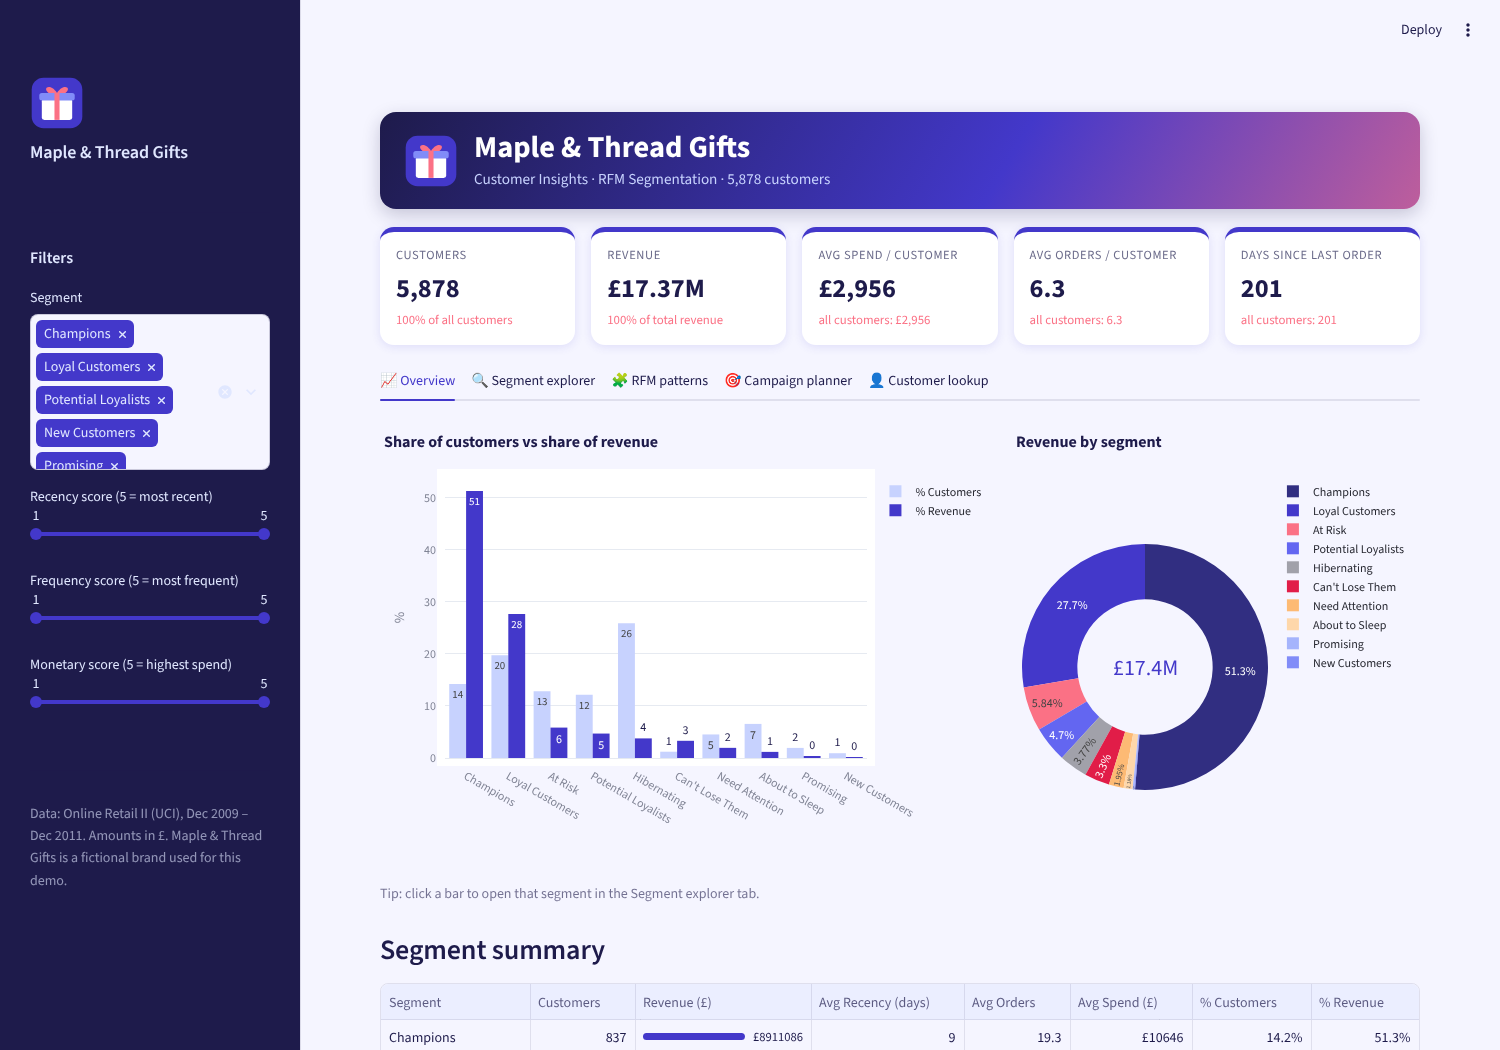 Deploy
Maple & Thread Gifts
Filters
Segment
Champions ×
Loyal Customers ×
Potential Loyalists ×
New Customers ×
Promising ×
Recency score (5 = most recent)
1 5
Frequency score (5 = most frequent)
1 5
Monetary score (5 = highest spend)
1 5
Data: Online Retail II (UCI), Dec 2009 –
Dec 2011. Amounts in £. Maple & Thread
Gifts is a fictional brand used for this
demo.
Maple & Thread Gifts
Customer Insights · RFM Segmentation · 5,878 customers
CUSTOMERS
5,878
100% of all customers
REVENUE
£17.37M
100% of total revenue
AVG SPEND / CUSTOMER
£2,956
all customers: £2,956
AVG ORDERS / CUSTOMER
6.3
all customers: 6.3
DAYS SINCE LAST ORDER
201
all customers: 201
Overview Segment explorer RFM patterns Campaign planner Customer lookup
Share of customers vs share of revenue
%
50
40
30
20
10
0
14 51
20 28
13 6
12 5
26 4
1 3
5 2
7 1
2 0
1 0
Champions
Loyal Customers
At Risk
Potential Loyalists
Hibernating
Can't Lose Them
Need Attention
About to Sleep
Promising
New Customers
% Customers
% Revenue
Revenue by segment
51.3%
27.7%
5.84%
4.7%
3.77%
3.3%
1.95%
£17.4M
Champions
Loyal Customers
At Risk
Potential Loyalists
Hibernating
Can't Lose Them
Need Attention
About to Sleep
Promising
New Customers
Tip: click a bar to open that segment in the Segment explorer tab.
Segment summary
Segment Customers Revenue (£) Avg Recency (days) Avg Orders Avg Spend (£) % Customers % Revenue
Champions 837 £8911086 9 19.3 £10646 14.2% 51.3%